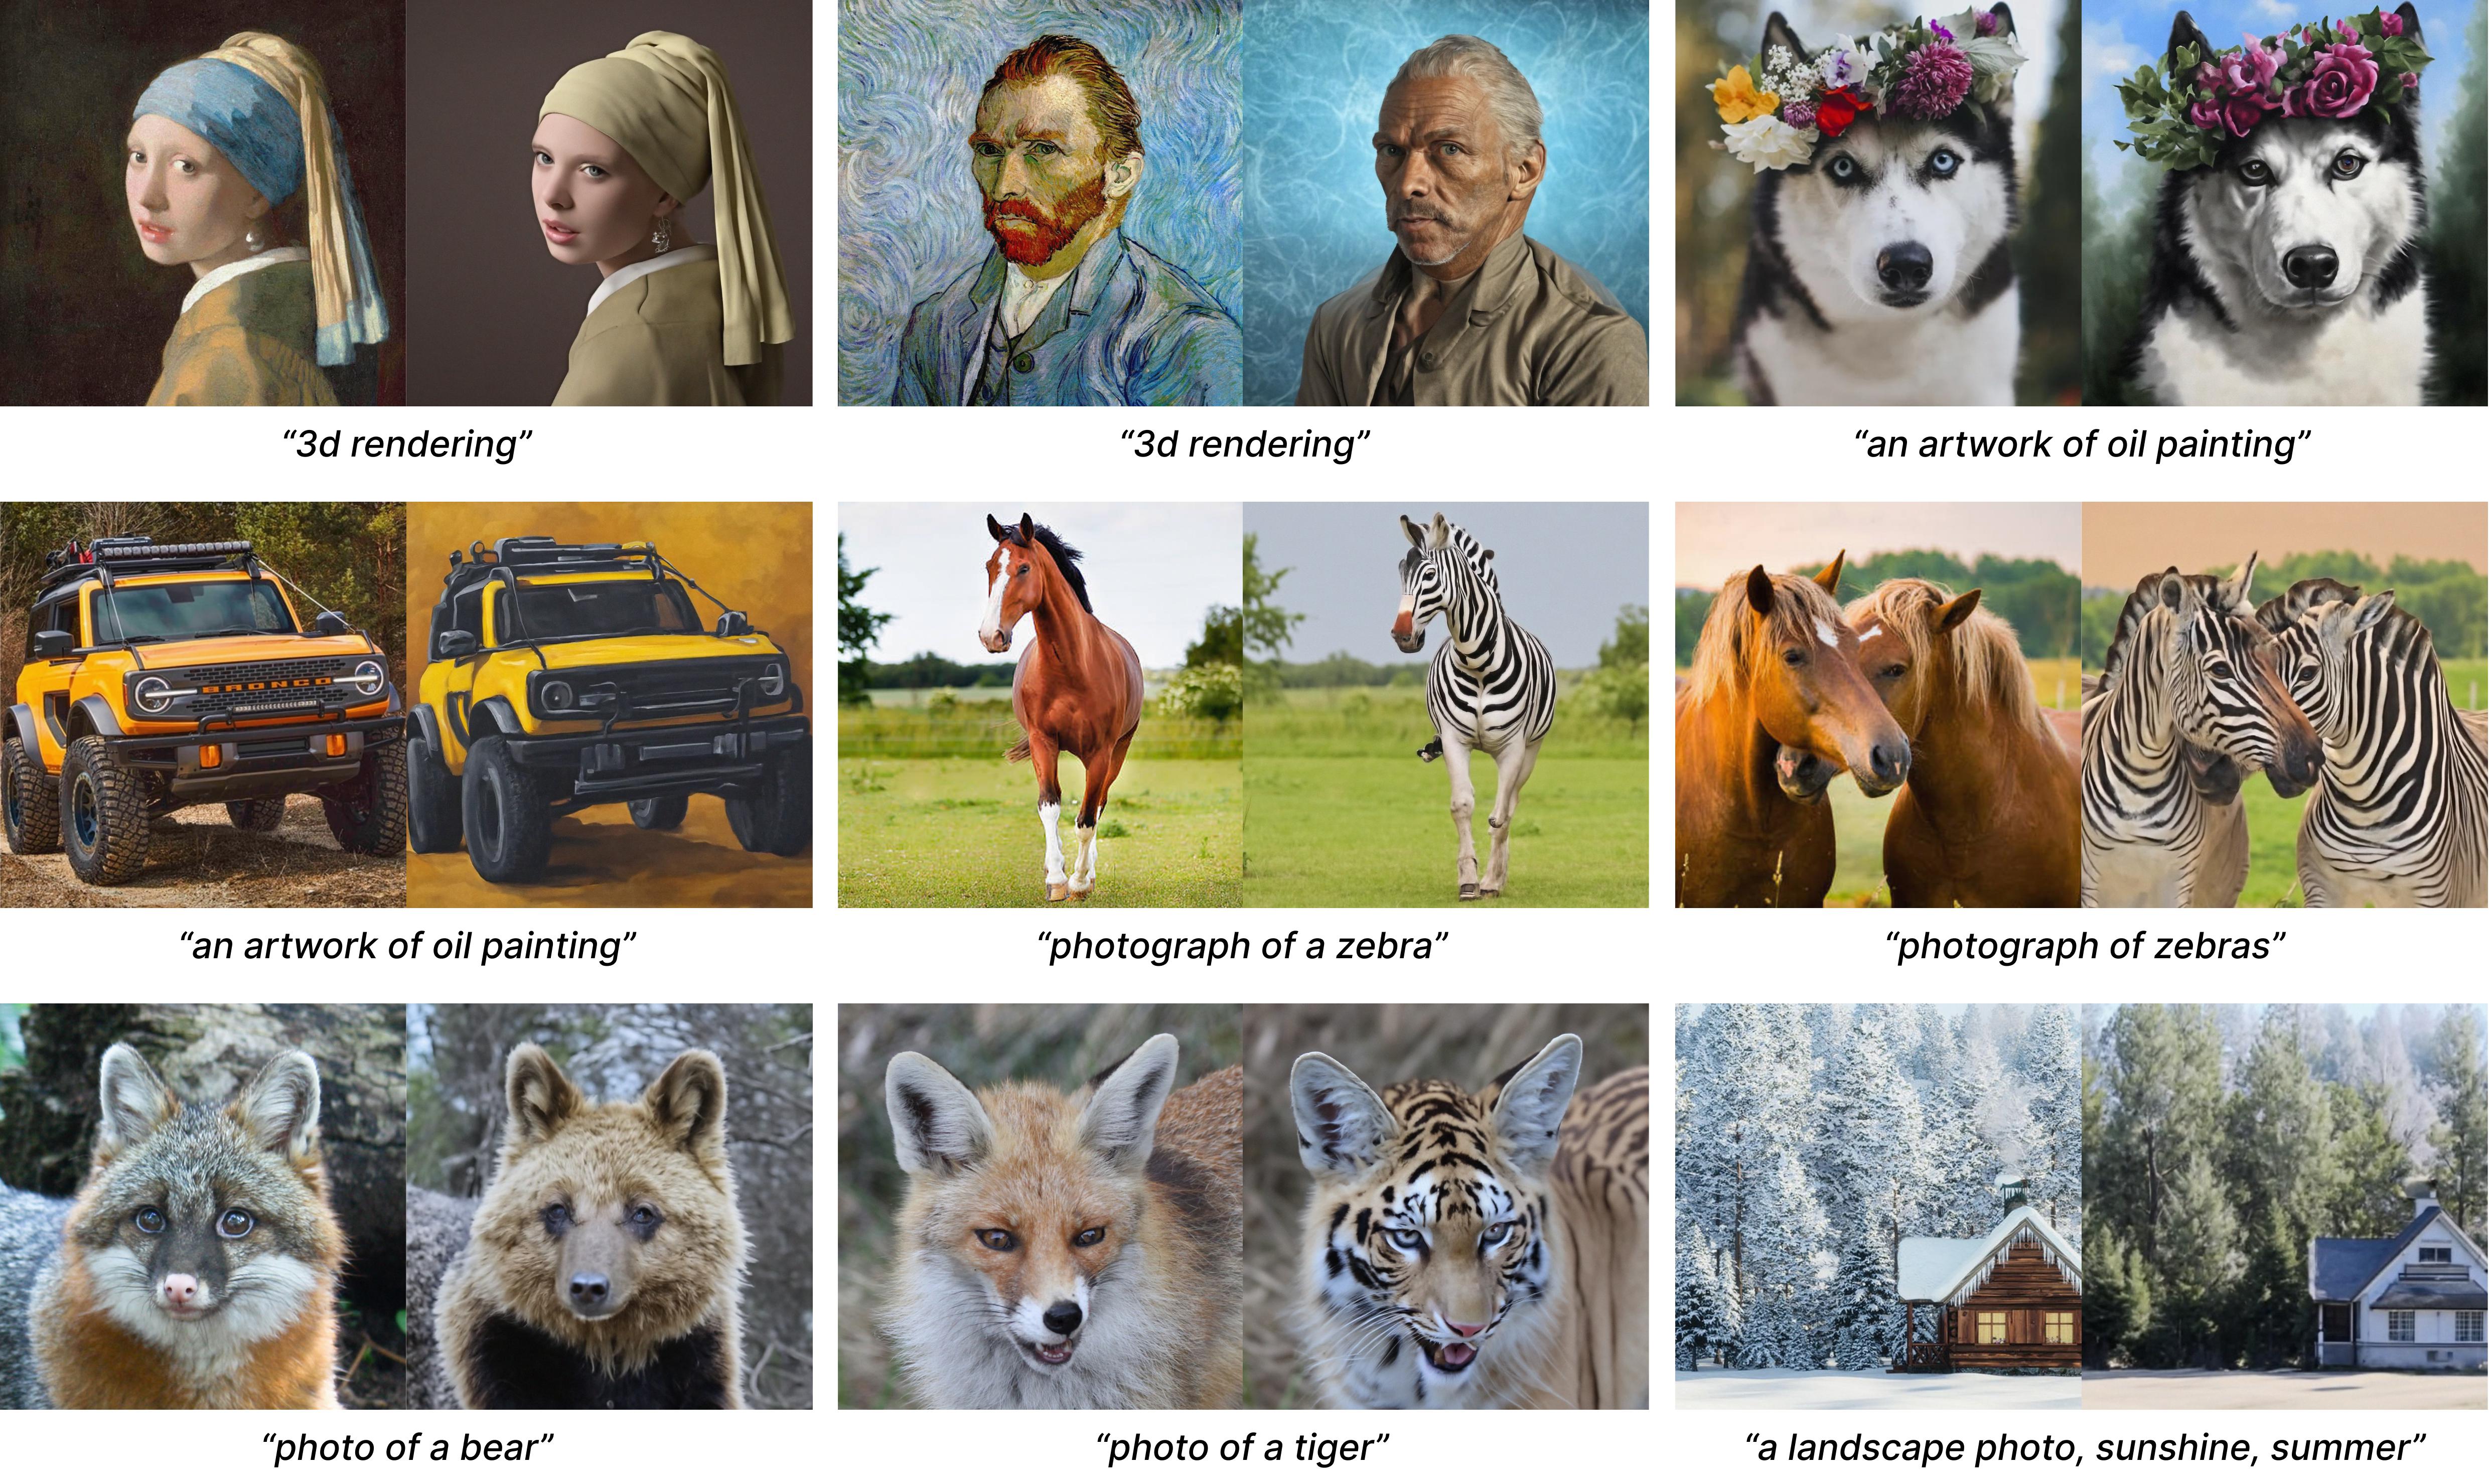 “3d rendering”
“3d rendering”
“an artwork of oil painting”
BRONCO
“an artwork of oil painting”
“photograph of a zebra”
“photograph of zebras”
“photo of a bear”
“photo of a tiger”
“a landscape photo, sunshine, summer”